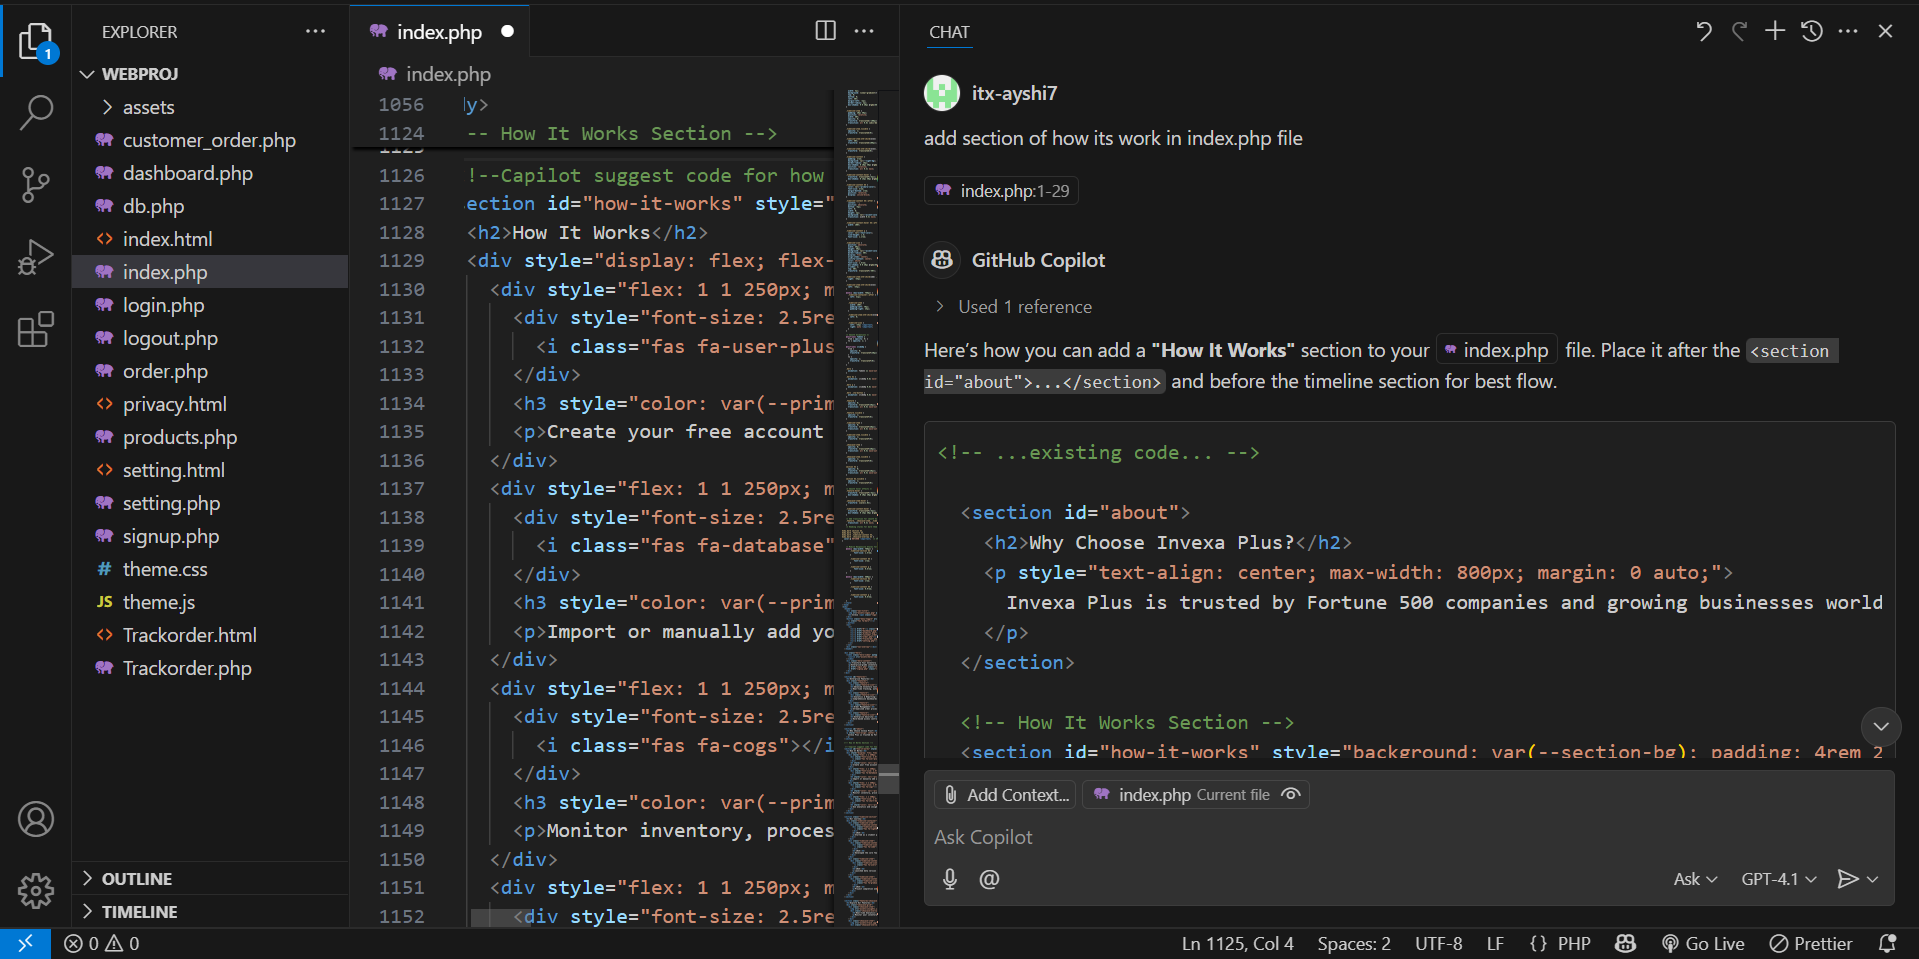 EXPLORER
1
WEBPROJ
assets
customer_order.php
dashboard.php
db.php
index.html
index.php
login.php
logout.php
order.php
privacy.html
products.php
setting.html
setting.php
signup.php
# theme.css
JS theme.js
Trackorder.html
Trackorder.php
OUTLINE
TIMELINE
index.php
index.php
1056 ly>
1124 -- How It Works Section -->
1125
1126 !--Capilot suggest code for how
1127 ection id="how-it-works" style="
1128 <h2>How It Works</h2>
1129 <div style="display: flex; flex-
1130 <div style="flex: 1 1 250px; m
1131 <div style="font-size: 2.5re
1132 <i class="fas fa-user-plus
1133 </div>
1134 <h3 style="color: var(--prim
1135 <p>Create your free account
1136 </div>
1137 <div style="flex: 1 1 250px; m
1138 <div style="font-size: 2.5re
1139 <i class="fas fa-database"
1140 </div>
1141 <h3 style="color: var(--prim
1142 <p>Import or manually add yo
1143 </div>
1144 <div style="flex: 1 1 250px; m
1145 <div style="font-size: 2.5re
1146 <i class="fas fa-cogs"></i
1147 </div>
1148 <h3 style="color: var(--prim
1149 <p>Monitor inventory, proces
1150 </div>
1151 <div style="flex: 1 1 250px; m
1152 <div style="font-size: 2.5re
CHAT
itx-ayshi7
add section of how its work in index.php file
index.php:1-29
GitHub Copilot
Used 1 reference
Here's how you can add a "How It Works" section to your index.php file. Place it after the <section
id="about">...</section> and before the timeline section for best flow.
<!-- ...existing code... -->
<section id="about">
<h2>Why Choose Invexa Plus?</h2>
<p style="text-align: center; max-width: 800px; margin: 0 auto;">
Invexa Plus is trusted by Fortune 500 companies and growing businesses world
</p>
</section>
<!-- How It Works Section -->
<section id="how-it-works" style="background: var(--section-bg); padding: 4rem 2
Add Context...
index.php Current file
Ask Copilot
@
Ask
GPT-4.1
0
0
Ln 1125, Col 4
Spaces: 2
UTF-8
LF
{ } PHP
Go Live
Prettier